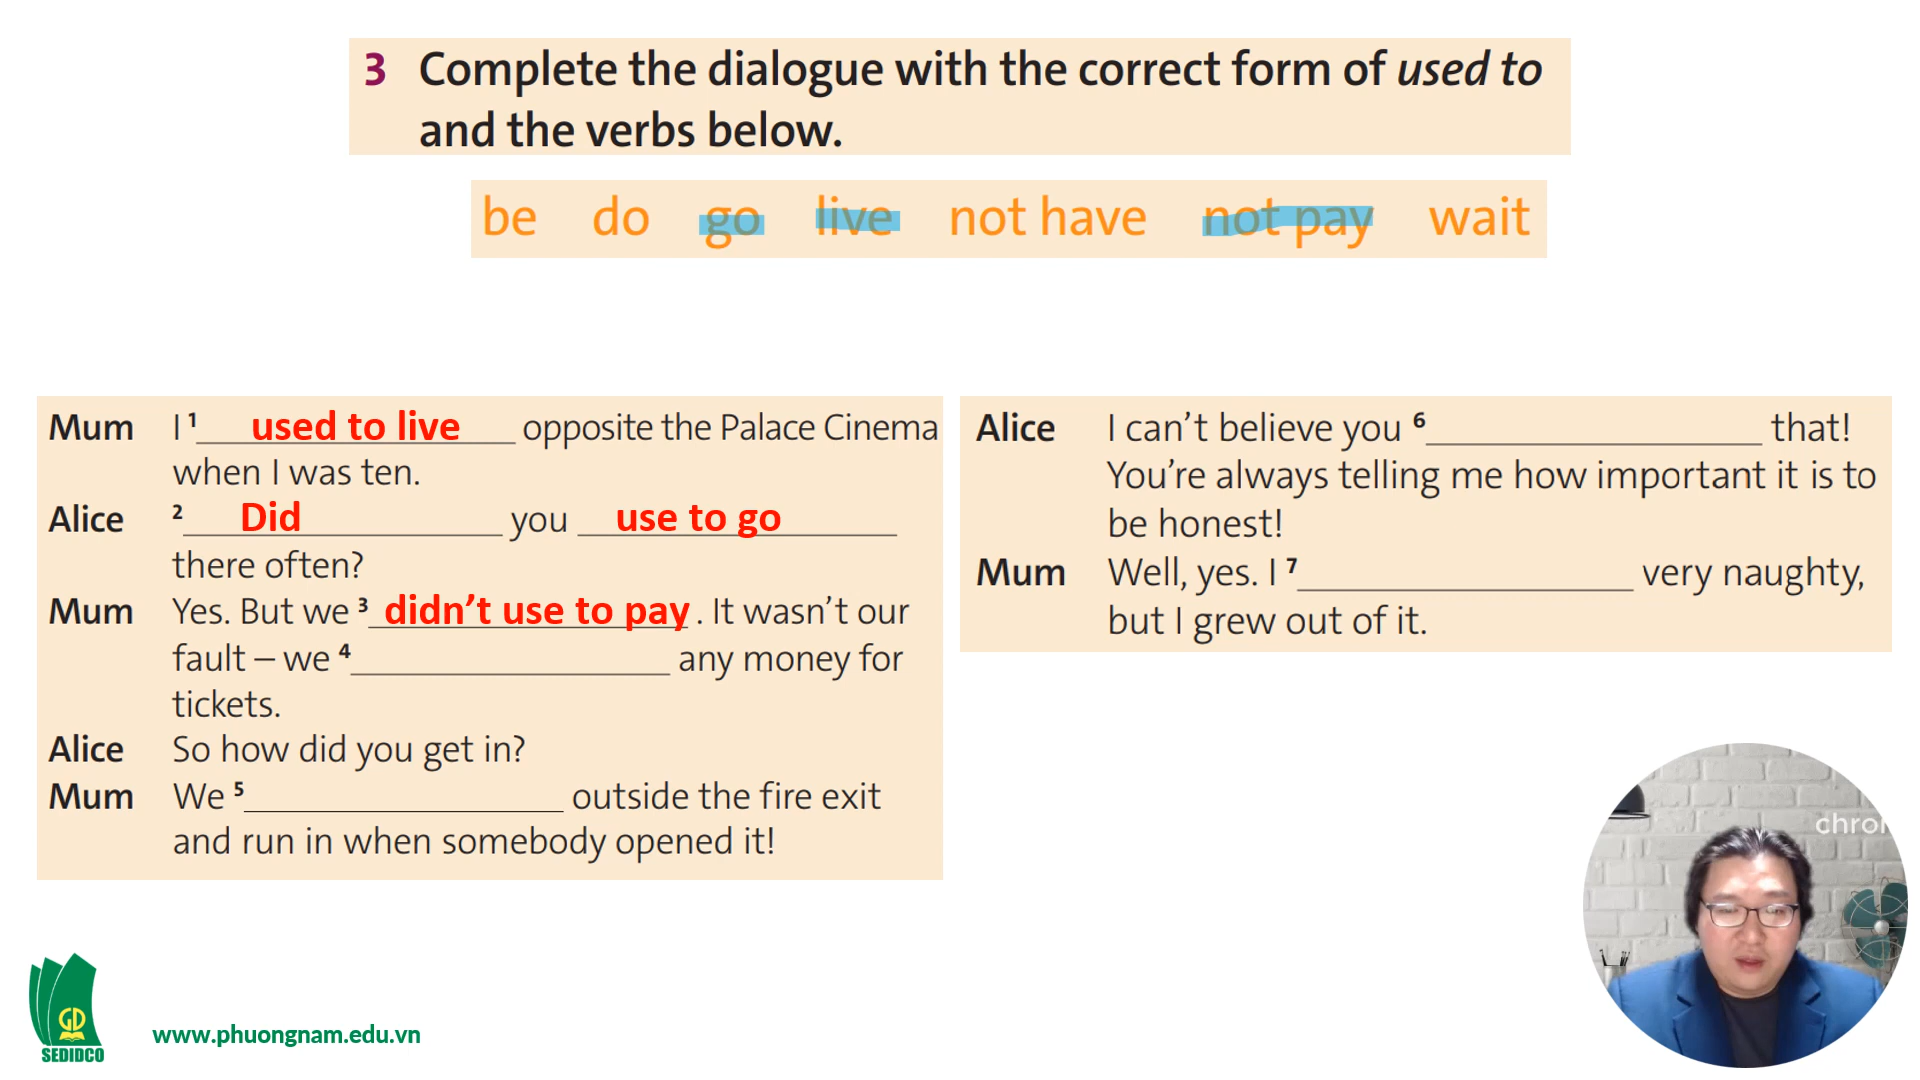 3 Complete the dialogue with the correct form of used to
and the verbs below.
be do go live not have not pay wait
Mum I ¹ used to live opposite the Palace Cinema
when I was ten.
Alice ² Did you use to go
there often?
Mum Yes. But we ³ didn’t use to pay . It wasn’t our
fault – we ⁴____________ any money for
tickets.
Alice So how did you get in?
Mum We ⁵____________ outside the fire exit
and run in when somebody opened it!
Alice I can’t believe you ⁶____________ that!
You’re always telling me how important it is to
be honest!
Mum Well, yes. I ⁷____________ very naughty,
but I grew out of it.
GD
SEDIDCO
www.phuongnam.edu.vn